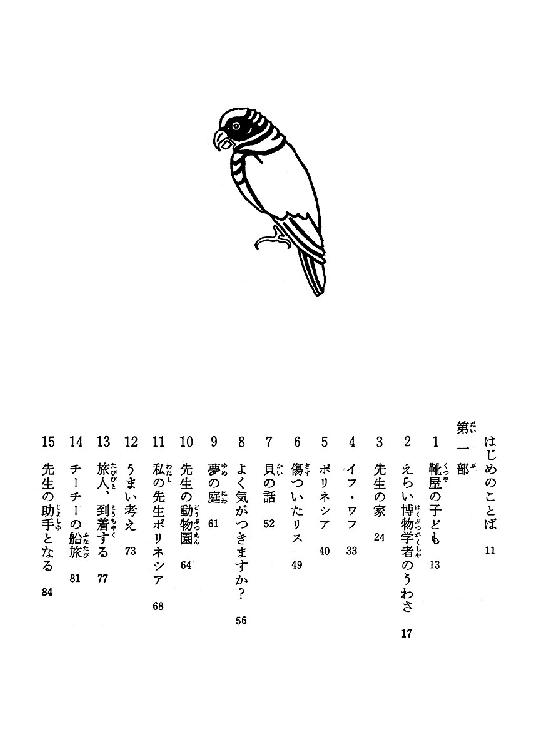 はじめのことば 11
第一部
1 靴屋の子ども 13
2 えらい博物学者のうわさ 17
3 先生の家 24
4 イフ・ワフ 33
5 ポリネシア 40
6 傷ついたリス 49
7 貝の話 52
8 よく気がつきますか? 56
9 夢の庭 61
10 先生の動物園 64
11 私の先生ポリネシア 68
12 うまい考え 73
13 旅人、到着する 77
14 チーチーの船旅 81
15 先生の助手となる 84